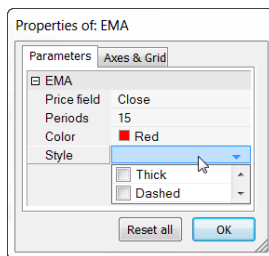 Properties of: EMA
Parameters Axes & Grid
EMA
Price field Close
Periods 15
Color Red
Style
Thick
Dashed
Reset all OK